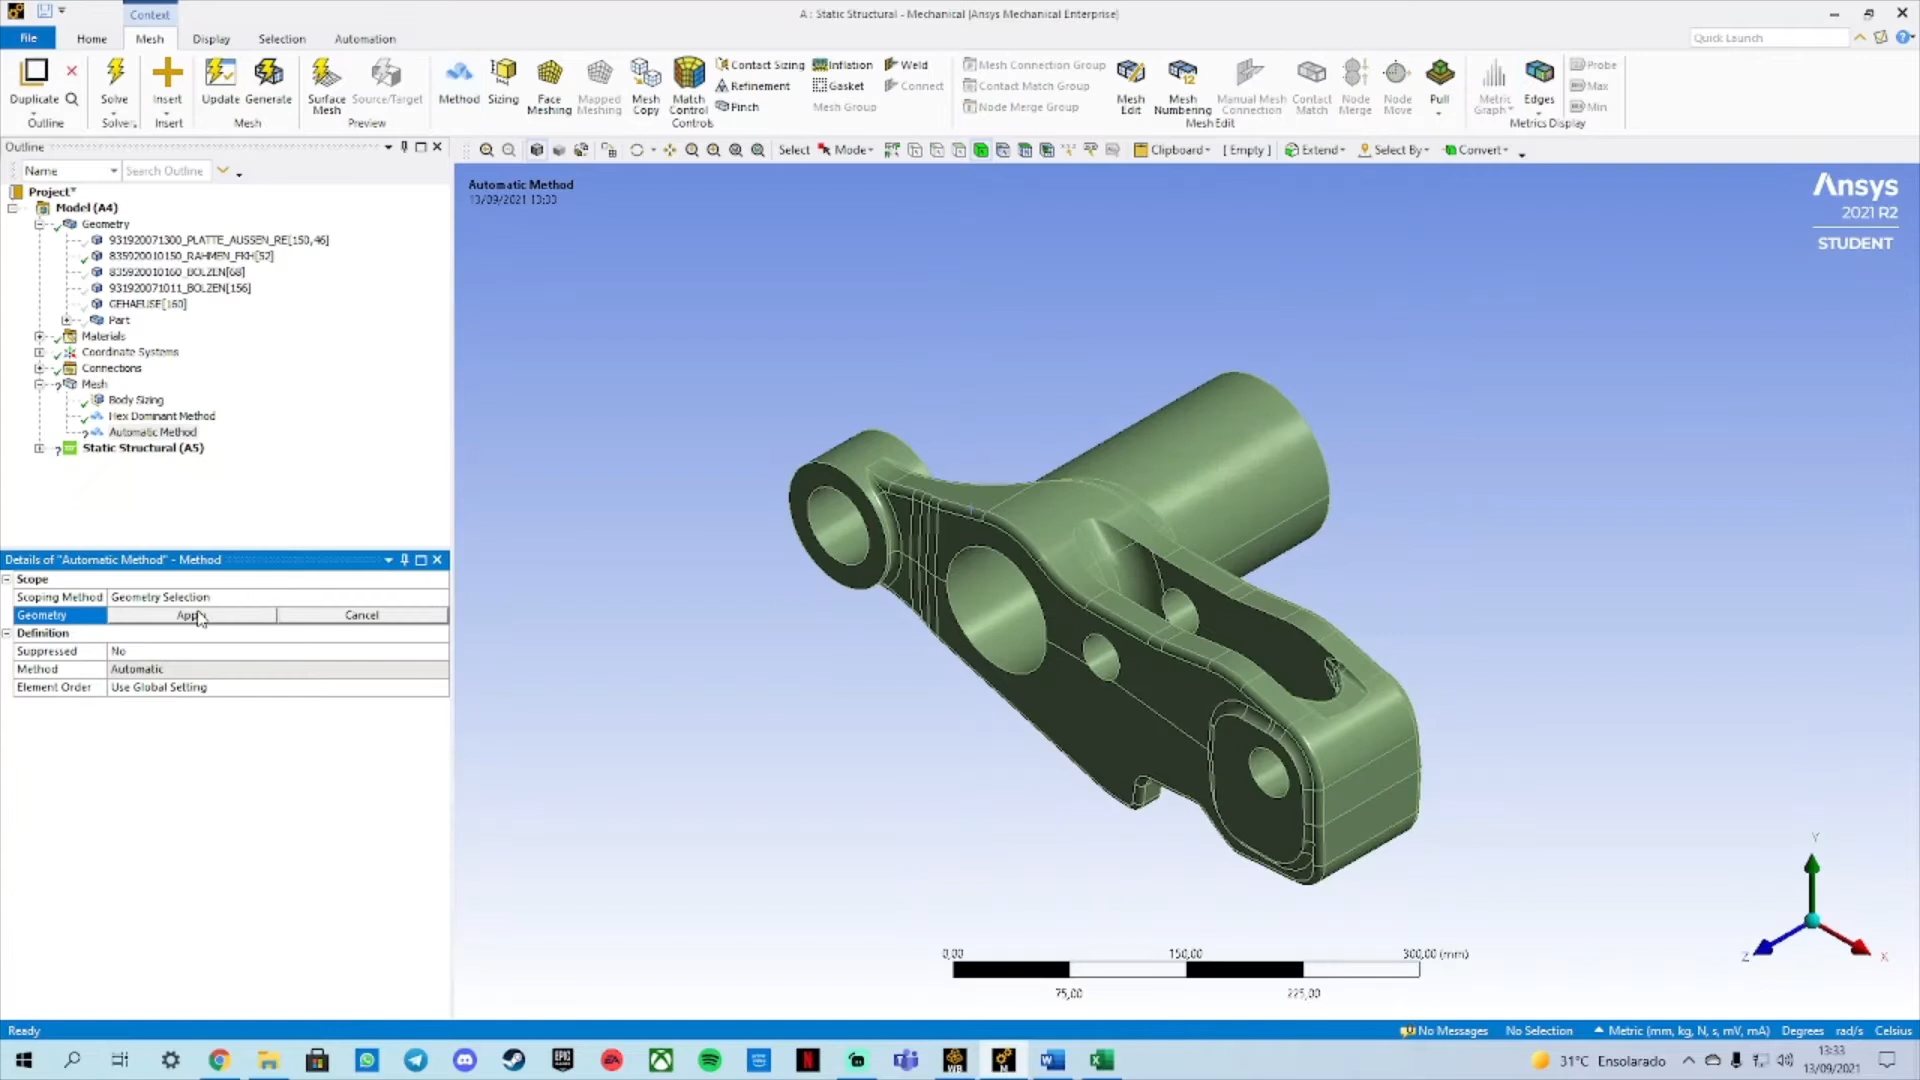 Context
A : Static Structural - Mechanical [Ansys Mechanical Enterprise]
File Home Mesh Display Selection Automation
Quick Launch
Duplicate
Outline
Solve
Solve
Insert
Insert
Update Generate
Mesh
Surface Mesh
Source/Target
Preview
Method
Sizing
Face Meshing
Mapped Meshing
Mesh Copy
Match Control
Contact Sizing
Refinement
Pinch
Inflation
Gasket
Mesh Group
Weld
Connect
Controls
Mesh Connection Group
Contact Match Group
Node Merge Group
Mesh Edit
Mesh Numbering
Manual Mesh Connection
Contact Match
Node Merge
Node Move
Pull
Mesh Edit
Metric Graph
Edges
Probe
Max
Min
Metrics Display
Outline
Name
Search Outline
Select Mode Clipboard [ Empty ] Extend Select By Convert
Project*
Model (A4)
Geometry
931920071300_PLATTE_AUSSEN_RE[150,46]
835920010150_RAHMEN_FKH[52]
835920010160_BOLZEN[68]
931920071011_BOLZEN[156]
GEHAEUSE[160]
Part
Materials
Coordinate Systems
Connections
Mesh
Body Sizing
Hex Dominant Method
Automatic Method
Static Structural (A5)
Details of "Automatic Method" - Method
Scope
Scoping Method Geometry Selection
Geometry Apply Cancel
Definition
Suppressed No
Method Automatic
Element Order Use Global Setting
Automatic Method
13/09/2021 13:33
Ansys
2021 R2
STUDENT
0,00 150,00 300,00 (mm)
75,00 225,00
Y
Z
X
Ready
No Messages No Selection Metric (mm, kg, N, s, mV, mA) Degrees rad/s Celsius
31°C Ensolarado
13:33
13/09/2021